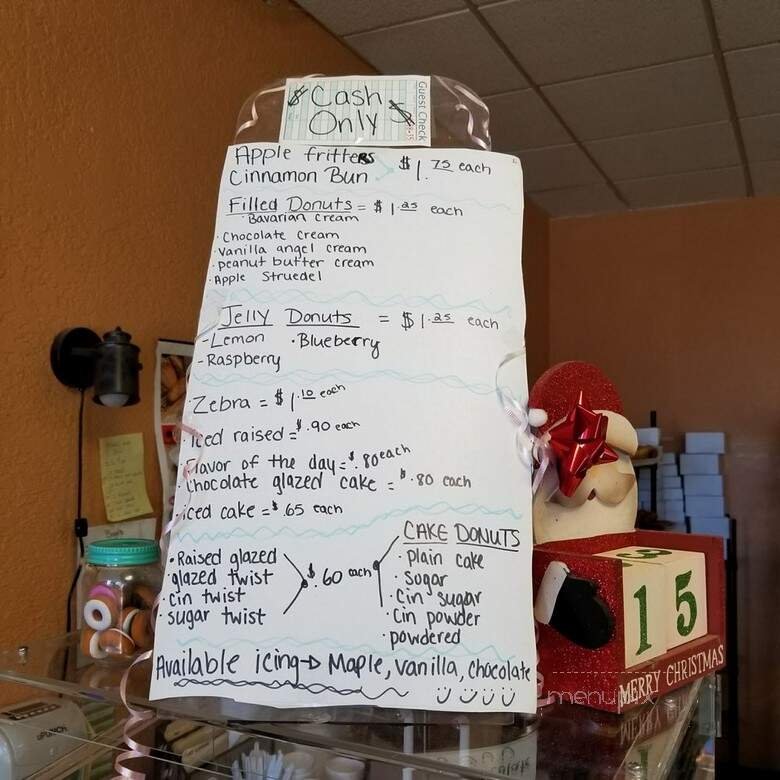 $ Cash $
Only
Guest Check
Apple fritters
Cinnamon Bun
$1.75 each
Filled Donuts = $1.25 each
· Bavarian cream
· Chocolate cream
· Vanilla angel cream
· peanut butter cream
· Apple Struedel
Jelly Donuts = $1.25 each
- Lemon · Blueberry
- Raspberry
· Zebra = $1.10 each
· Iced raised = $.90 each
· Flavor of the day = $.80 each
· Chocolate glazed cake = $.80 each
· iced cake = $.65 each
· Raised glazed
· glazed twist
· Cin twist
· sugar twist
$.60 each
CAKE DONUTS
· Plain cake
· Sugar
· Cin sugar
· Cin powder
· powdered
Available icing → Maple, vanilla, chocolate
15
MERRY CHRISTMAS
menupix